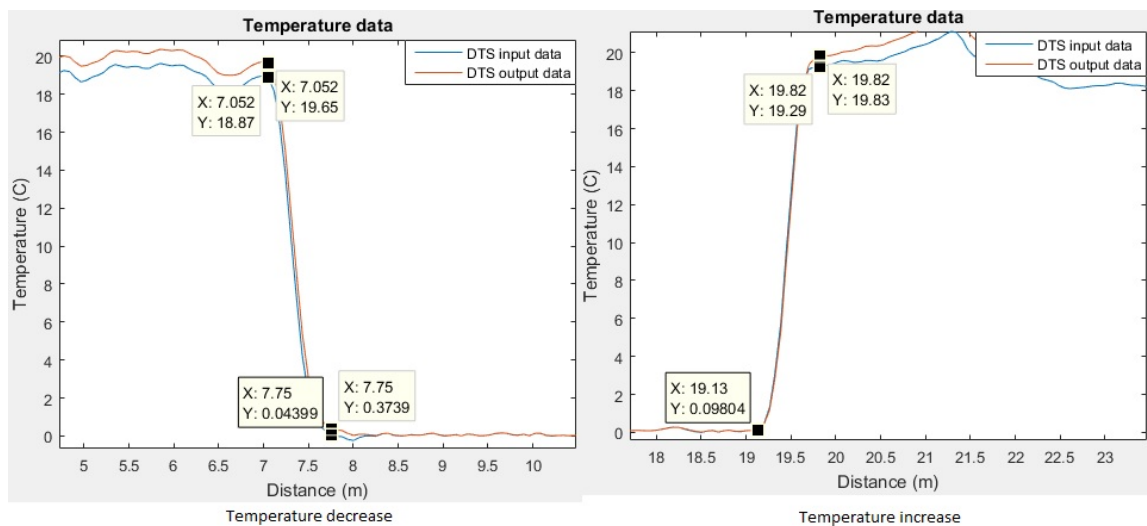 Temperature data
DTS input data
DTS output data
20
18
16
14
12
10
8
6
4
2
0
Temperature (C)
X: 7.052
Y: 18.87
X: 7.052
Y: 19.65
X: 7.75
Y: 0.04399
X: 7.75
Y: 0.3739
5 5.5 6 6.5 7 7.5 8 8.5 9 9.5 10
Distance (m)
Temperature decrease
Temperature data
DTS input data
DTS output data
20
18
16
14
12
10
8
6
4
2
0
Temperature (C)
X: 19.82
Y: 19.29
X: 19.82
Y: 19.83
X: 19.13
Y: 0.09804
18 18.5 19 19.5 20 20.5 21 21.5 22 22.5 23
Distance (m)
Temperature increase